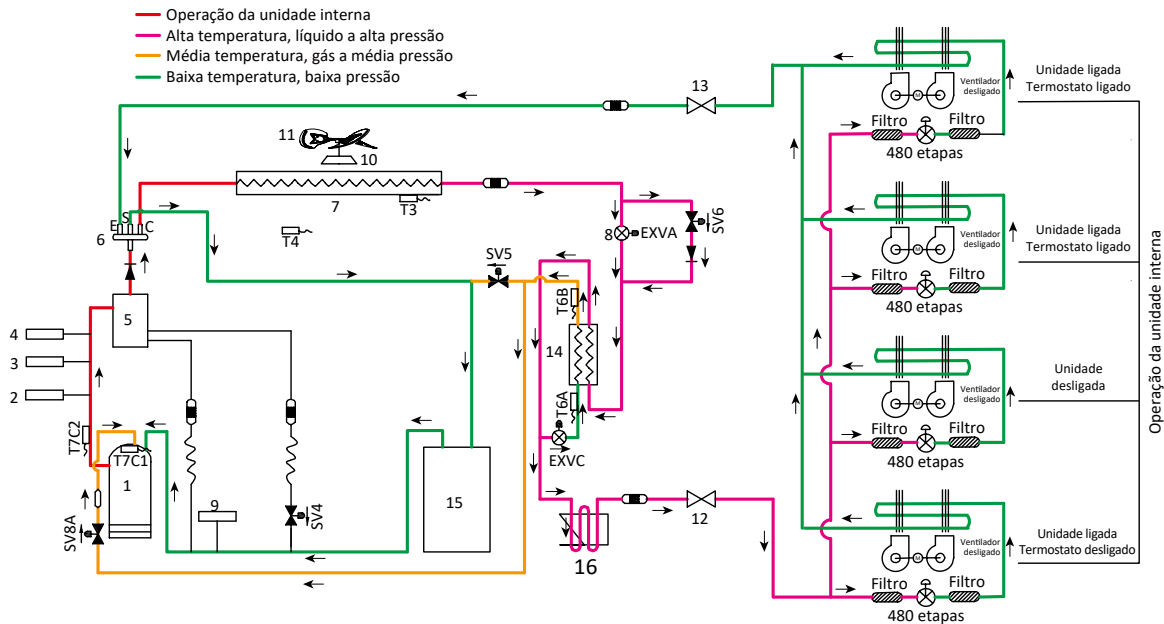 Operação da unidade interna
Alta temperatura, líquido a alta pressão
Média temperatura, gás a média pressão
Baixa temperatura, baixa pressão
13
11
10
7
T3
T4
E
S
C
6
8
EXVA
SV6
SV5
T6B
14
T6A
EXVC
5
4
3
2
T7C2
T7C1
1
SV8A
9
SV4
15
16
12
Ventilador
desligado
M
Filtro
Filtro
480 etapas
Unidade ligada
Termostato ligado
Ventilador
desligado
M
Filtro
Filtro
480 etapas
Unidade ligada
Termostato ligado
Ventilador
desligado
M
Filtro
Filtro
480 etapas
Unidade
desligada
Ventilador
desligado
M
Filtro
Filtro
480 etapas
Unidade ligada
Termostato desligado
Operação da unidade interna